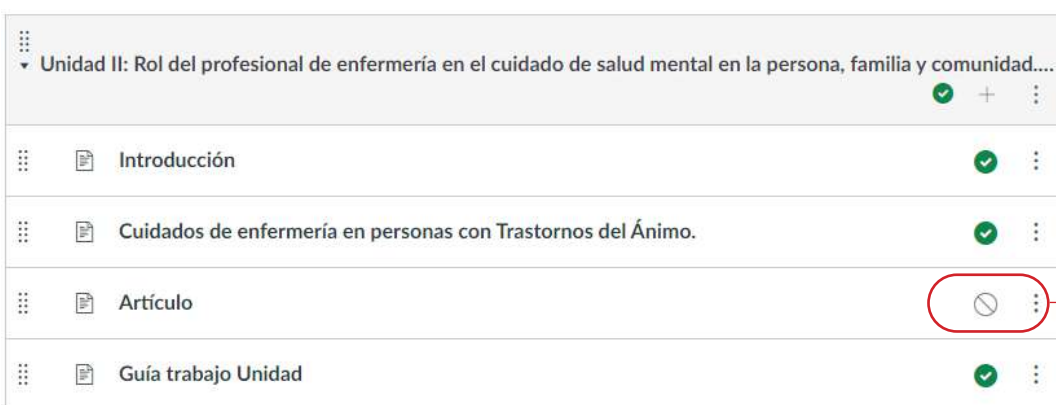 Unidad II: Rol del profesional de enfermería en el cuidado de salud mental en la persona, familia y comunidad....
Introducción
Cuidados de enfermería en personas con Trastornos del Ánimo.
Artículo
Guía trabajo Unidad